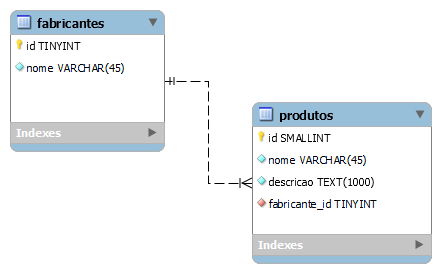 fabricantes
id TINYINT
nome VARCHAR(45)
Indexes
produtos
id SMALLINT
nome VARCHAR(45)
descricao TEXT(1000)
fabricante_id TINYINT
Indexes